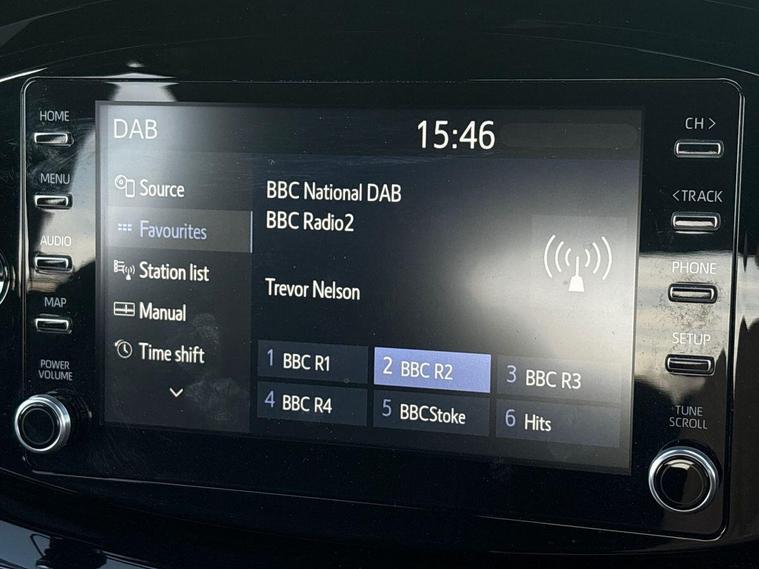 HOME
MENU
AUDIO
MAP
POWER
VOLUME
DAB
15:46
Source
Favourites
Station list
Manual
Time shift
BBC National DAB
BBC Radio2
Trevor Nelson
1 BBC R1
2 BBC R2
3 BBC R3
4 BBC R4
5 BBCStoke
6 Hits
CH >
< TRACK
PHONE
SETUP
TUNE
SCROLL